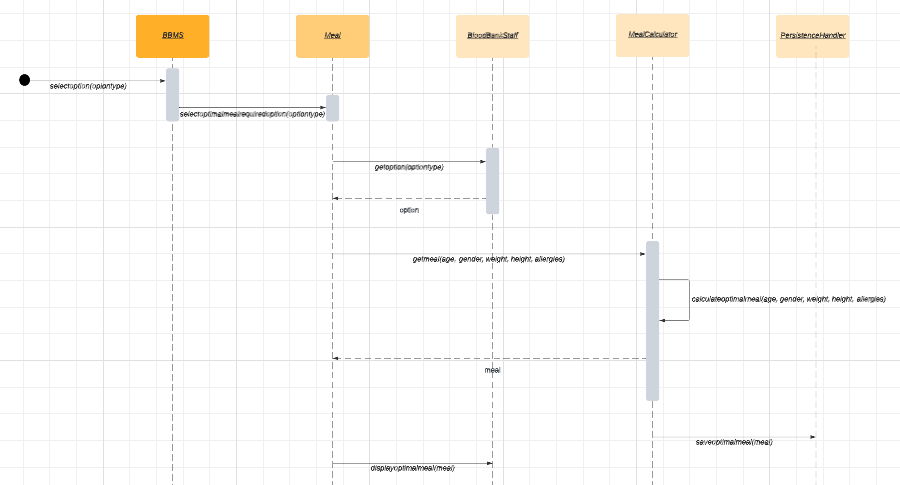 BBMS
Meal
BloodBankStaff
MealCalculator
PersistenceHandler
selectoption(opiontype)
selectoptimalmealrequiredoption(optiontype)
getoption(optiontype)
option
getmeal(age, gender, weight, height, allergies)
calculateoptimalmeal(age, gender, weight, height, allergies)
meal
saveoptimalmeal(meal)
displayoptimalmeal(meal)